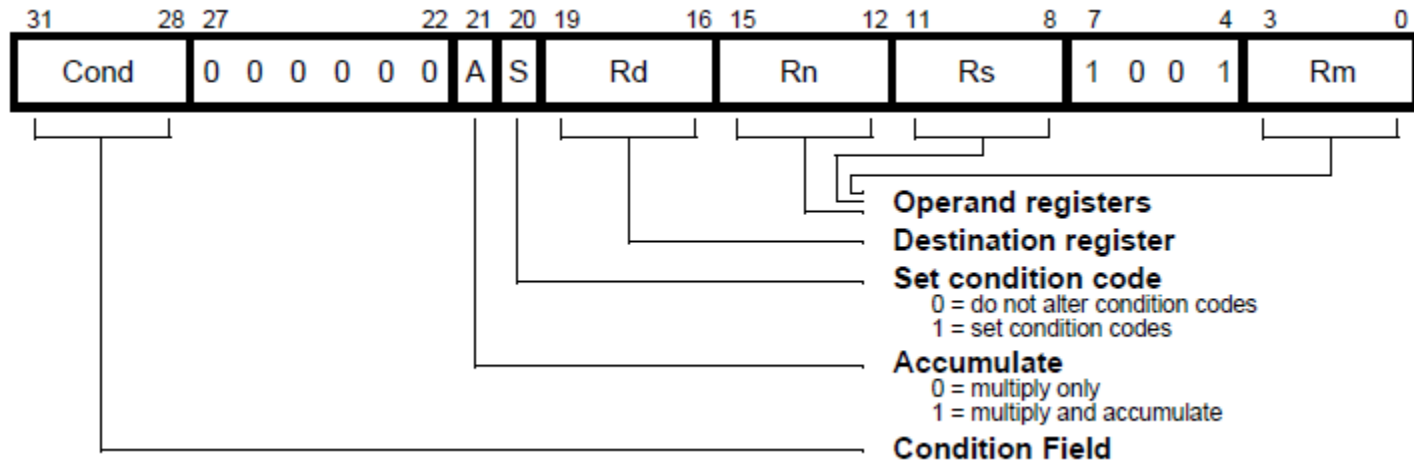 31 28 27 22 21 20 19 16 15 12 11 8 7 4 3 0
Cond 0 0 0 0 0 0 A S Rd Rn Rs 1 0 0 1 Rm
Operand registers
Destination register
Set condition code
0 = do not alter condition codes
1 = set condition codes
Accumulate
0 = multiply only
1 = multiply and accumulate
Condition Field